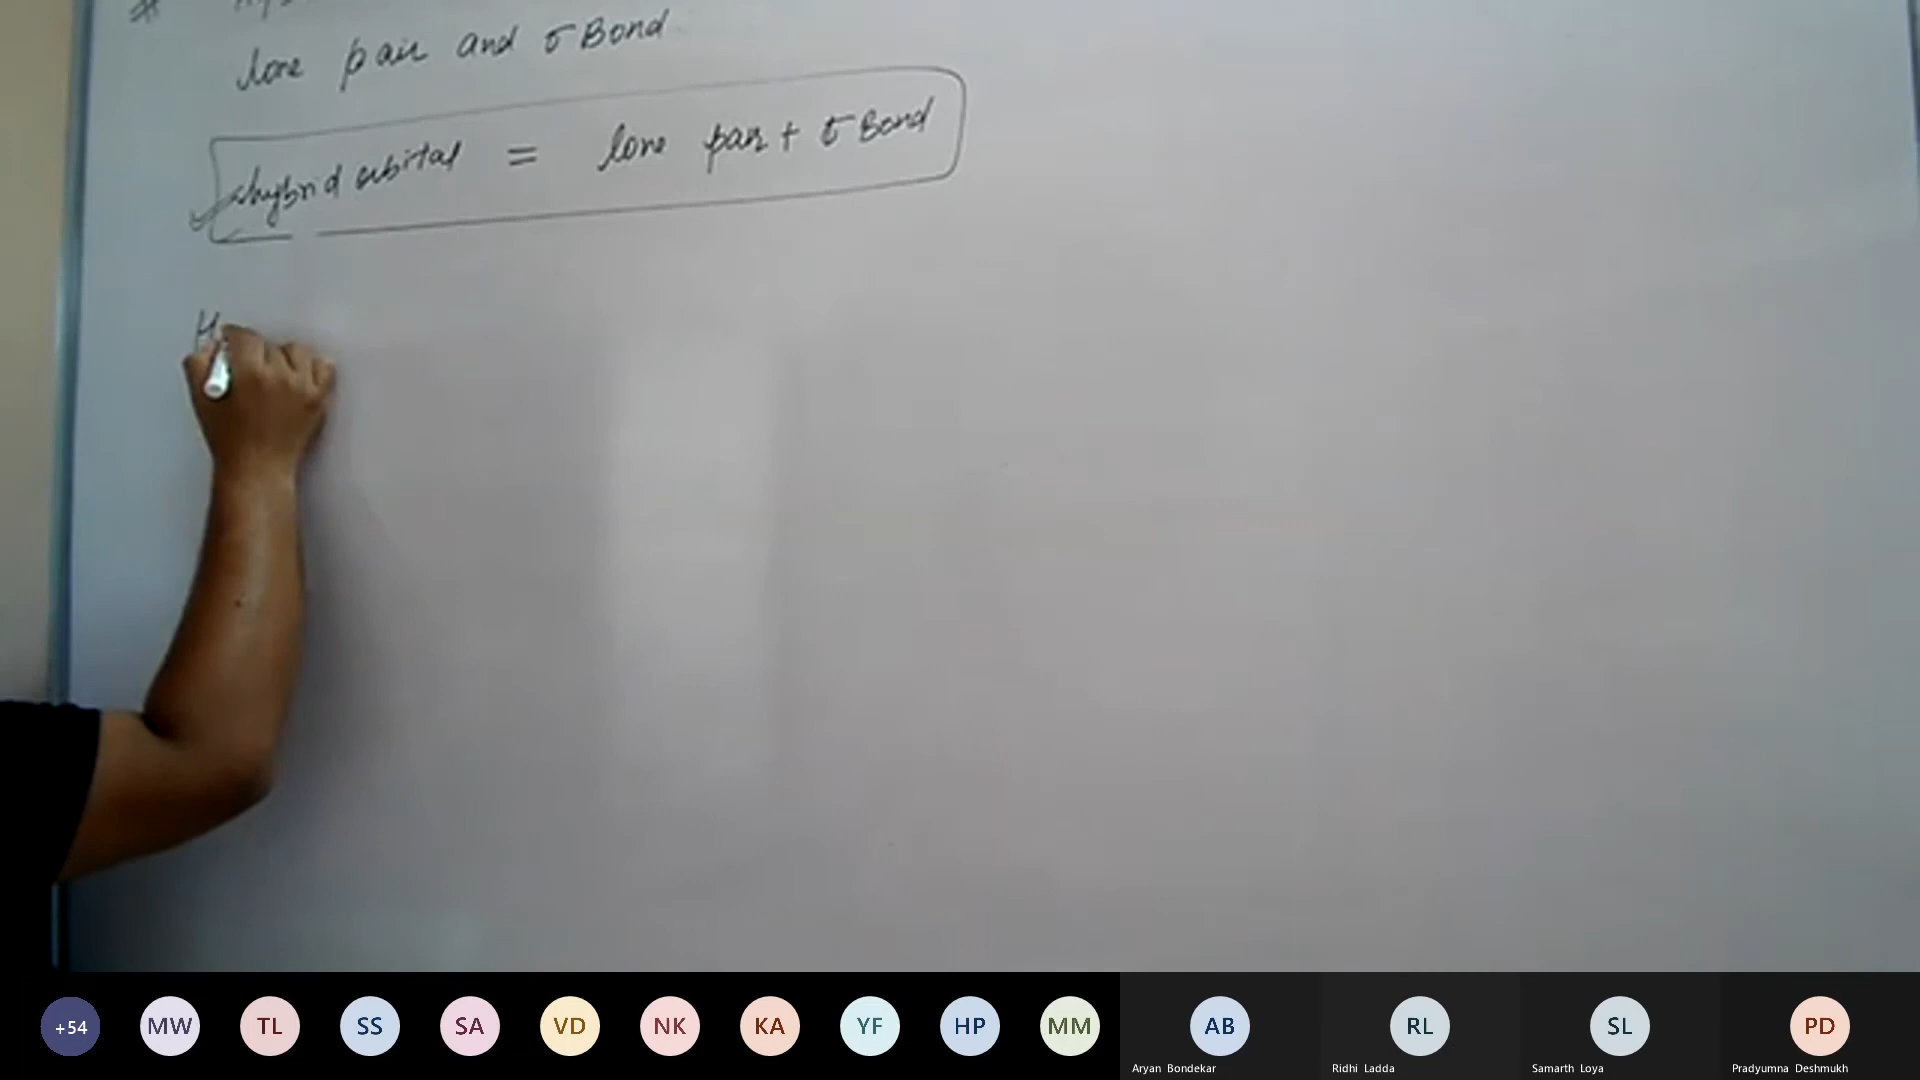 #
lone pair and σ Bond
hybrid orbital = lone pair + σ Bond
H
+54 MW TL SS SA VD NK KA YF HP MM AB RL SL PD
Aryan Bondekar Ridhi Ladda Samarth Loya Pradyumna Deshmukh